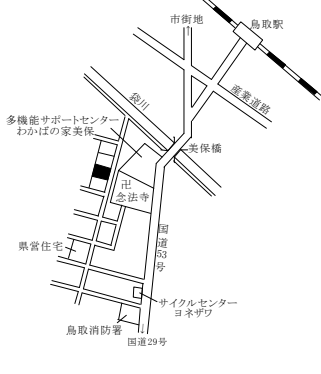 市街地
鳥取駅
袋川
産業道路
多機能サポートセンター
わかばの家美保
美保橋
卍
念法寺
国道53号
県営住宅
サイクルセンター
ヨネザワ
鳥取消防署
国道29号